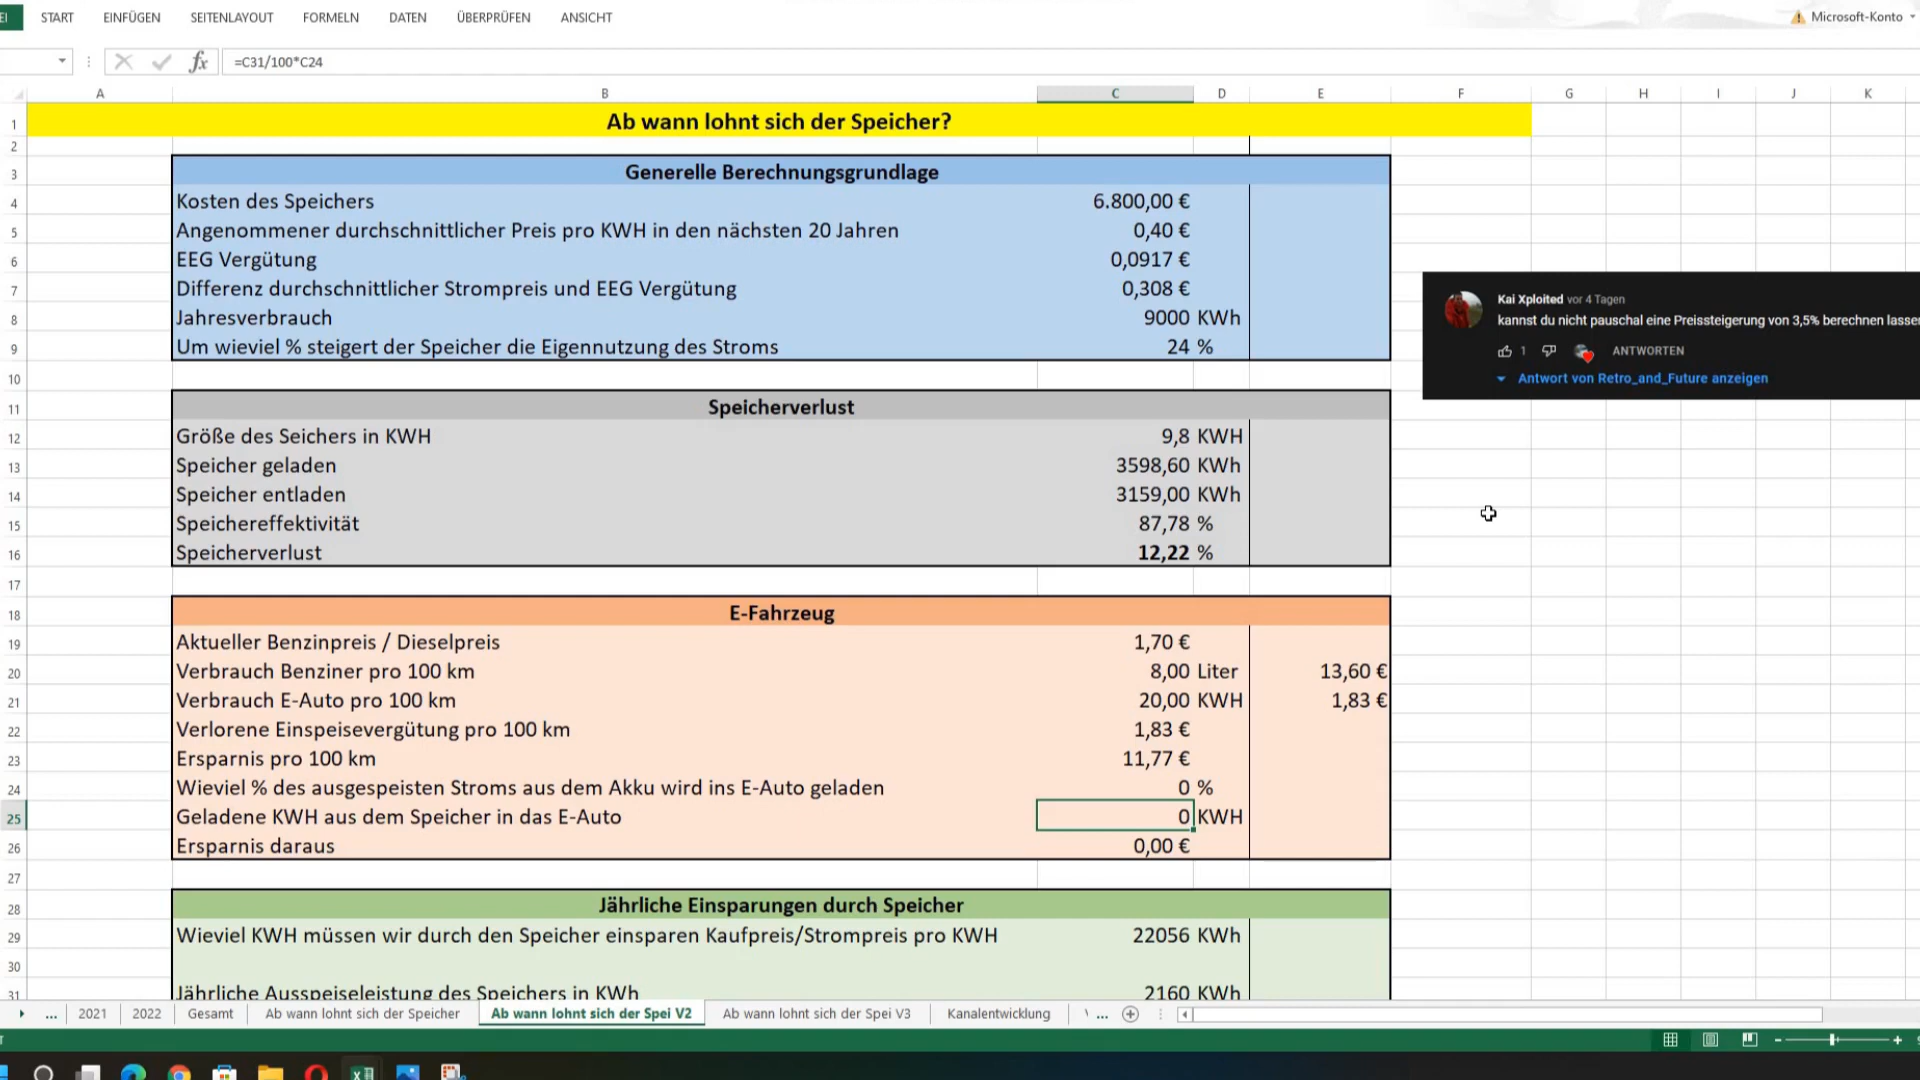 EI START EINFÜGEN SEITENLAYOUT FORMELN DATEN ÜBERPRÜFEN ANSICHT Microsoft-Konto
fx =C31/100*C24
A B C D E F G H I J K
1 Ab wann lohnt sich der Speicher?
2
3 Generelle Berechnungsgrundlage
4 Kosten des Speichers 6.800,00 €
5 Angenommener durchschnittlicher Preis pro KWH in den nächsten 20 Jahren 0,40 €
6 EEG Vergütung 0,0917 €
7 Differenz durchschnittlicher Strompreis und EEG Vergütung 0,308 €
8 Jahresverbrauch 9000 KWh
9 Um wieviel % steigert der Speicher die Eigennutzung des Stroms 24 %
10
11 Speicherverlust
12 Größe des Seichers in KWH 9,8 KWH
13 Speicher geladen 3598,60 KWh
14 Speicher entladen 3159,00 KWh
15 Speichereffektivität 87,78 %
16 Speicherverlust 12,22 %
17
18 E-Fahrzeug
19 Aktueller Benzinpreis / Dieselpreis 1,70 €
20 Verbrauch Benziner pro 100 km 8,00 Liter 13,60 €
21 Verbrauch E-Auto pro 100 km 20,00 KWH 1,83 €
22 Verlorene Einspeisevergütung pro 100 km 1,83 €
23 Ersparnis pro 100 km 11,77 €
24 Wieviel % des ausgespeisten Stroms aus dem Akku wird ins E-Auto geladen 0 %
25 Geladene KWH aus dem Speicher in das E-Auto 0 KWH
26 Ersparnis daraus 0,00 €
27
28 Jährliche Einsparungen durch Speicher
29 Wieviel KWH müssen wir durch den Speicher einsparen Kaufpreis/Strompreis pro KWH 22056 KWh
30
31 Jährliche Ausspeiseleistung des Speichers in KWh 2160 KWh
Kai Xploited vor 4 Tagen
kannst du nicht pauschal eine Preissteigerung von 3,5% berechnen lassen
1 ANTWORTEN
Antwort von Retro_and_Future anzeigen
... 2021 2022 Gesamt Ab wann lohnt sich der Speicher Ab wann lohnt sich der Spei V2 Ab wann lohnt sich der Spei V3 Kanalentwicklung ...